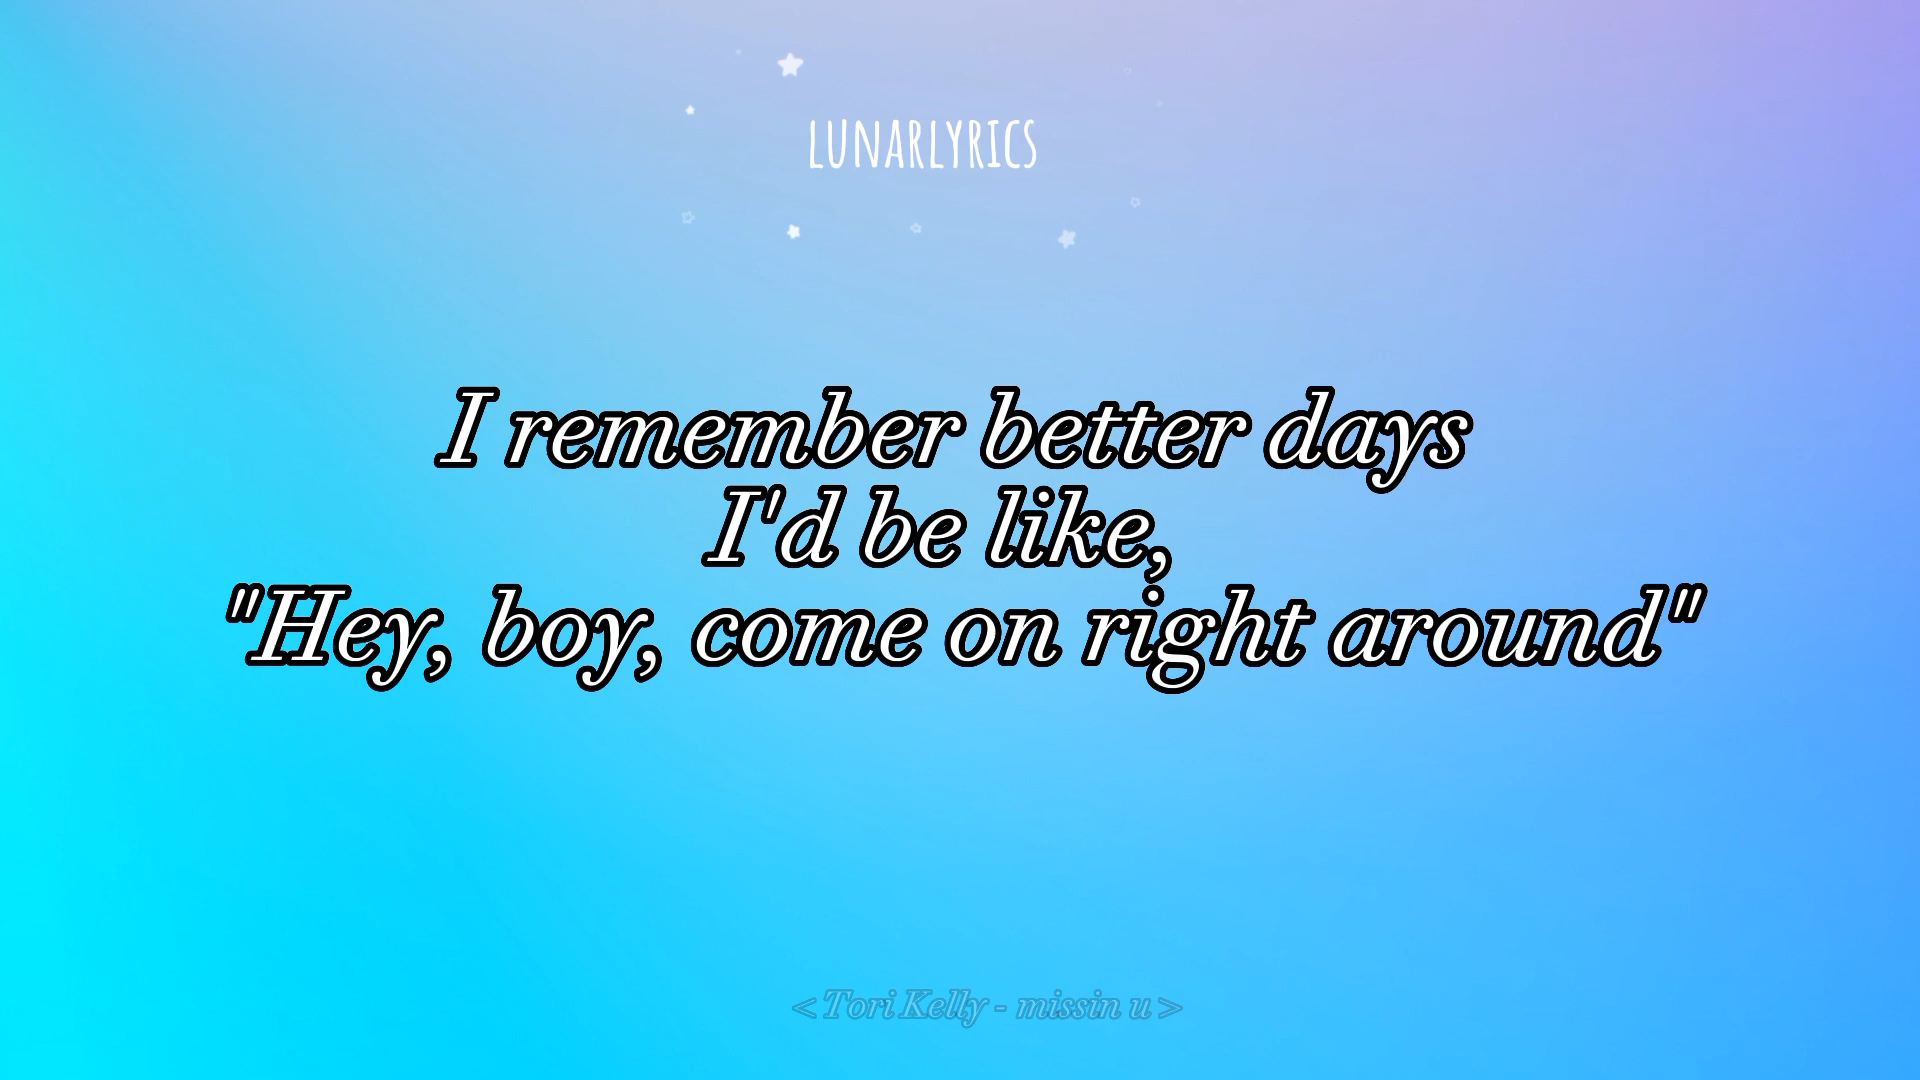 LUNARLYRICS
I remember better days
I'd be like,
"Hey, boy, come on right around"
< Tori Kelly - missin u >